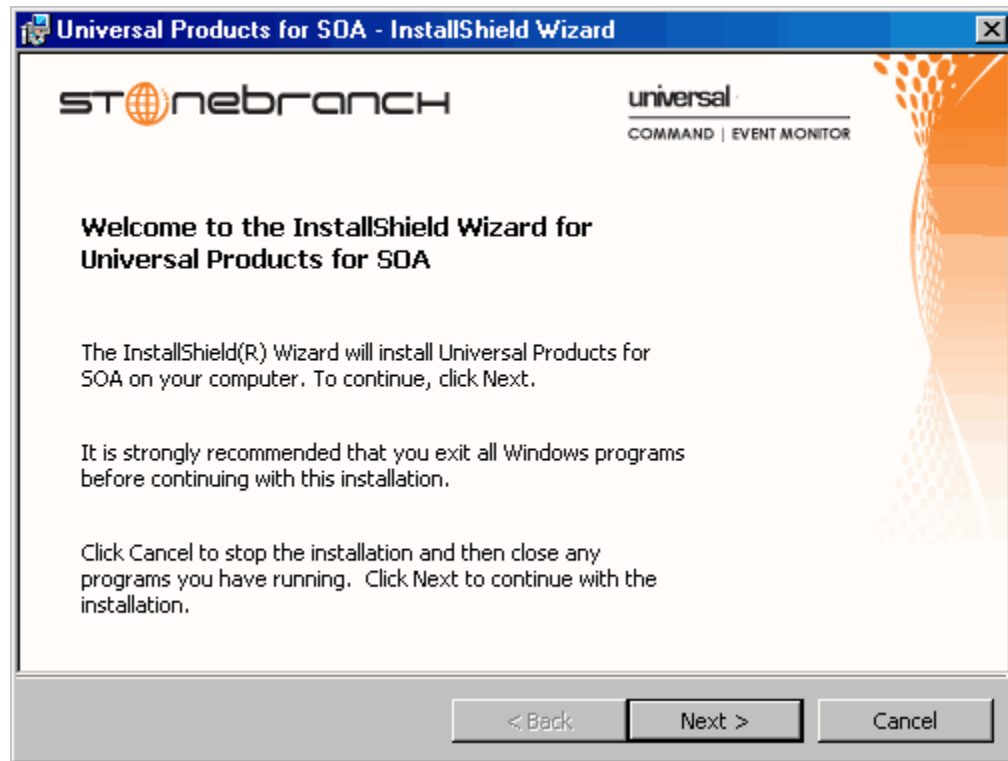 Universal Products for SOA - InstallShield Wizard
stonebranch
universal
COMMAND | EVENT MONITOR
Welcome to the InstallShield Wizard for
Universal Products for SOA
The InstallShield(R) Wizard will install Universal Products for
SOA on your computer. To continue, click Next.
It is strongly recommended that you exit all Windows programs
before continuing with this installation.
Click Cancel to stop the installation and then close any
programs you have running.  Click Next to continue with the
installation.
< Back
Next >
Cancel